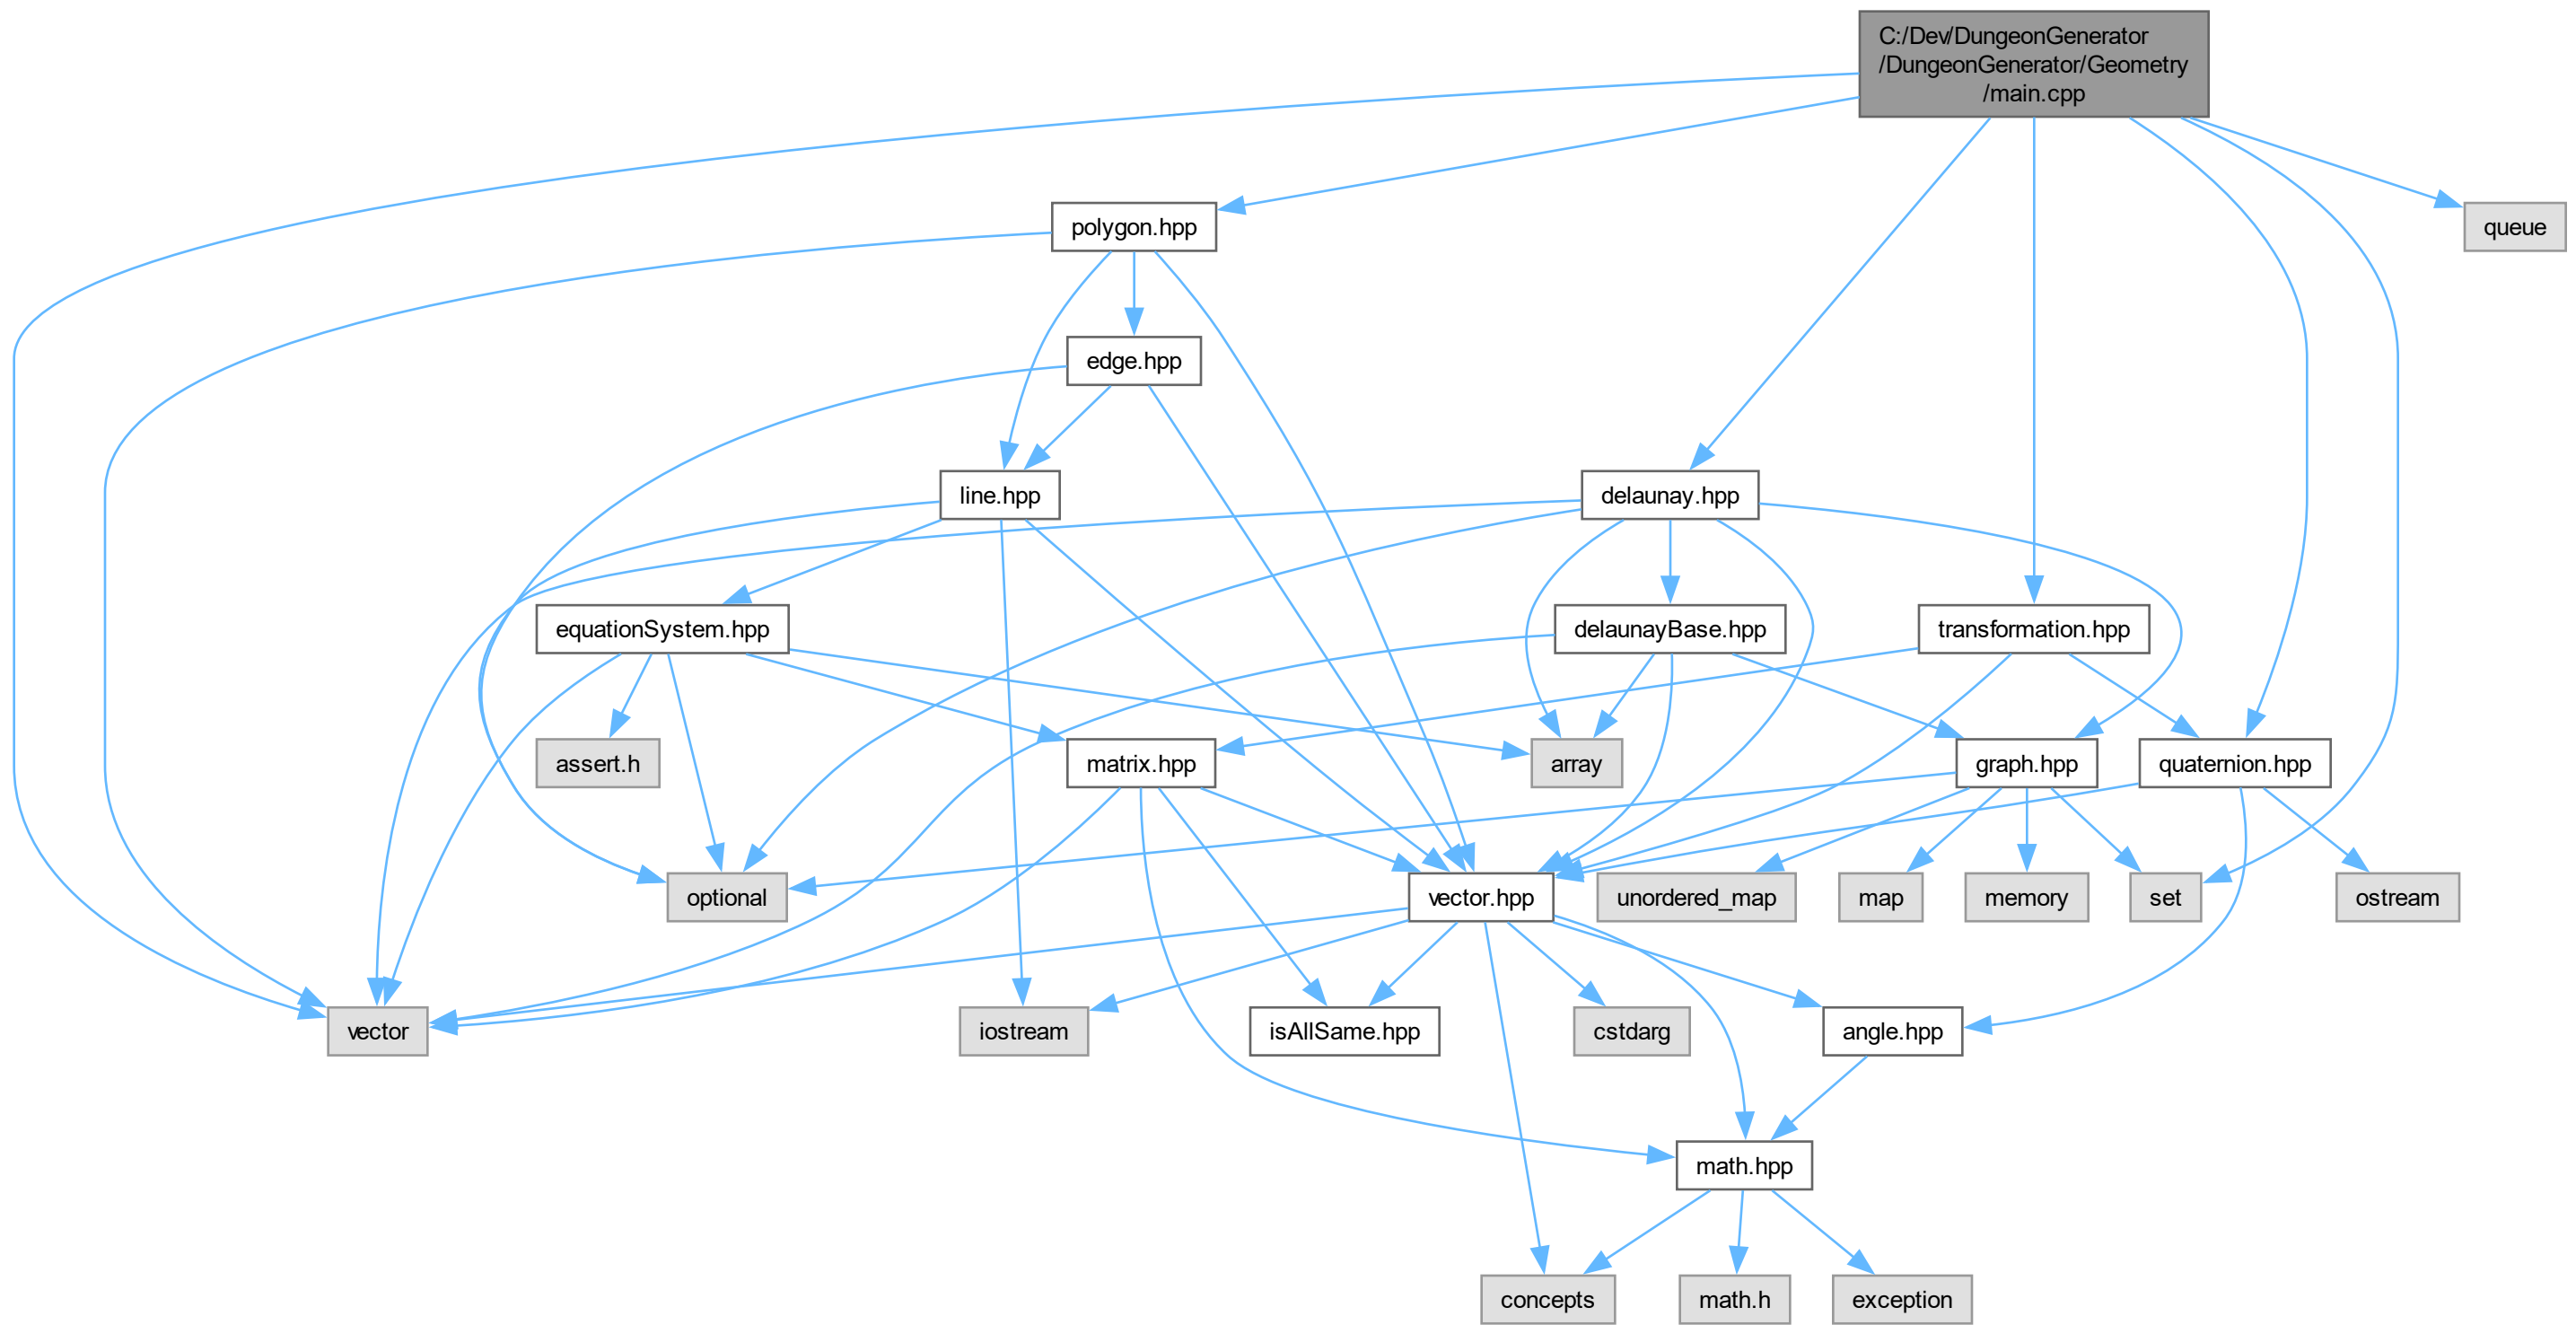 C:/Dev/DungeonGenerator
/DungeonGenerator/Geometry
/main.cpp
polygon.hpp
queue
edge.hpp
line.hpp
delaunay.hpp
equationSystem.hpp
delaunayBase.hpp
transformation.hpp
assert.h
matrix.hpp
array
graph.hpp
quaternion.hpp
optional
vector.hpp
unordered_map
map
memory
set
ostream
vector
iostream
isAllSame.hpp
cstdarg
angle.hpp
math.hpp
concepts
math.h
exception